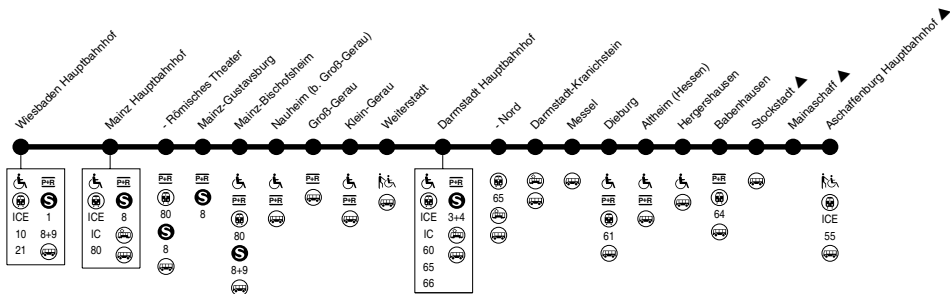 Wiesbaden Hauptbahnhof
Mainz Hauptbahnhof
- Römisches Theater
Mainz-Gustavsburg
Mainz-Bischofsheim
Nauheim (b. Groß-Gerau)
Groß-Gerau
Klein-Gerau
Weiterstadt
Darmstadt Hauptbahnhof
- Nord
Darmstadt-Kranichstein
Messel
Dieburg
Altheim (Hessen)
Hergershausen
Babenhausen
Stockstadt
Mainaschaff
Aschaffenburg Hauptbahnhof
P+R
S
ICE 1
10 8+9
21
P+R
S
ICE 8
IC
80
P+R
80
S
8
P+R
S
8
P+R
80
S
8+9
P+R
P+R
P+R
S
ICE 3+4
IC
60
65
66
65
P+R
61
P+R
P+R
64
ICE
55